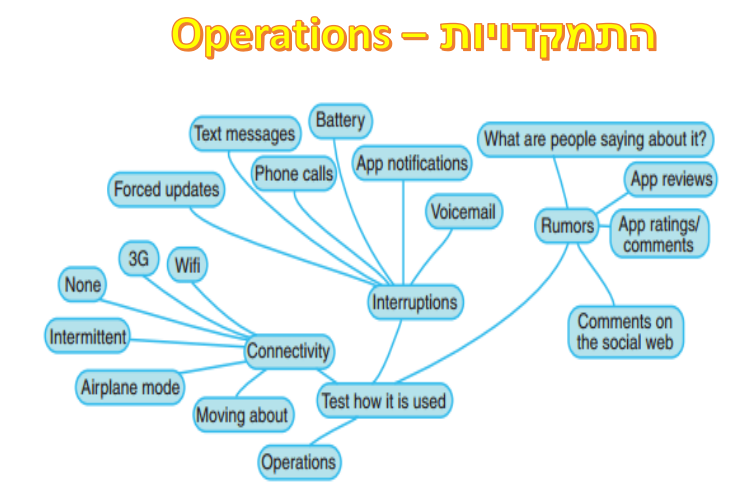 התמקדויות – Operations
Battery
Text messages
What are people saying about it?
App notifications
Phone calls
App reviews
Forced updates
Voicemail
Rumors
App ratings/
comments
3G
Wifi
None
Interruptions
Comments on
the social web
Intermittent
Connectivity
Airplane mode
Test how it is used
Moving about
Operations